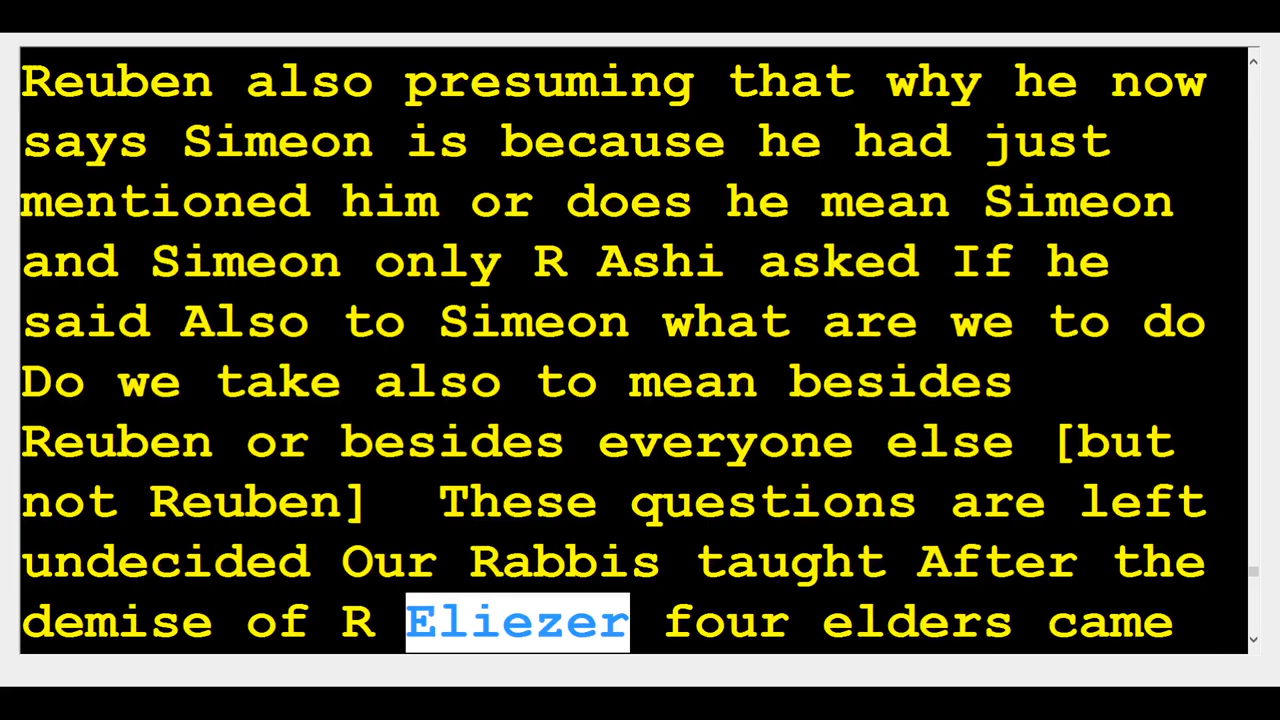 Reuben also presuming that why he now
says Simeon is because he had just
mentioned him or does he mean Simeon
and Simeon only R Ashi asked If he
said Also to Simeon what are we to do
Do we take also to mean besides
Reuben or besides everyone else [but
not Reuben]  These questions are left
undecided Our Rabbis taught After the
demise of R Eliezer four elders came